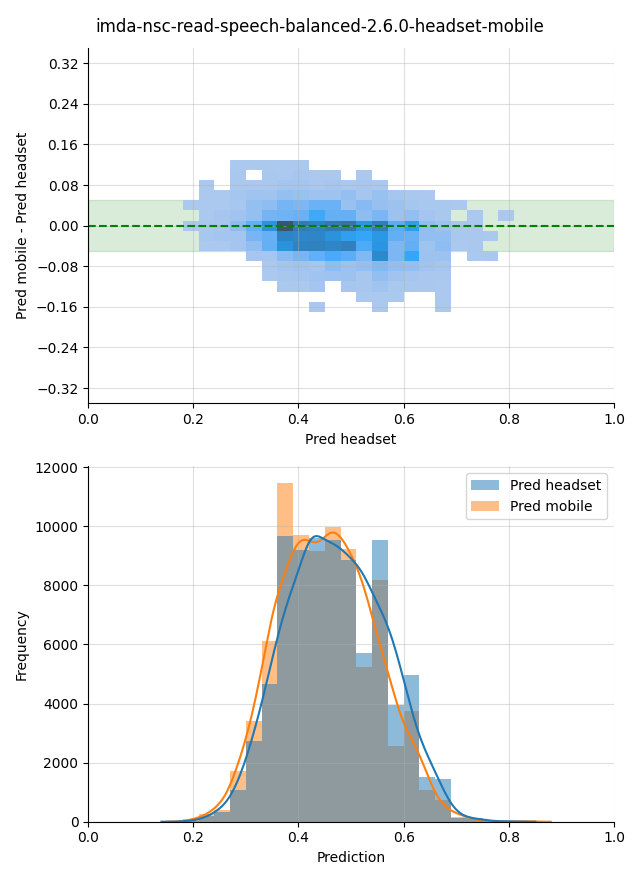 imda-nsc-read-speech-balanced-2.6.0-headset-mobile
0.32
0.24
0.16
0.08
0.00
−0.08
−0.16
−0.24
−0.32
Pred mobile - Pred headset
0.0 0.2 0.4 0.6 0.8 1.0
Pred headset
12000
10000
8000
6000
4000
2000
0
Frequency
Pred headset
Pred mobile
0.0 0.2 0.4 0.6 0.8 1.0
Prediction